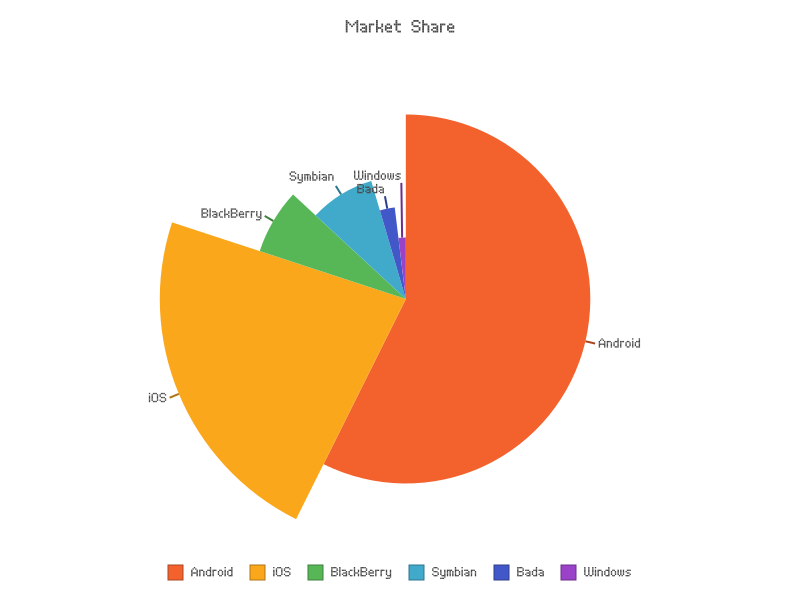 Market Share
Symbian
Windows
Bada
BlackBerry
Android
iOS
Android iOS BlackBerry Symbian Bada Windows